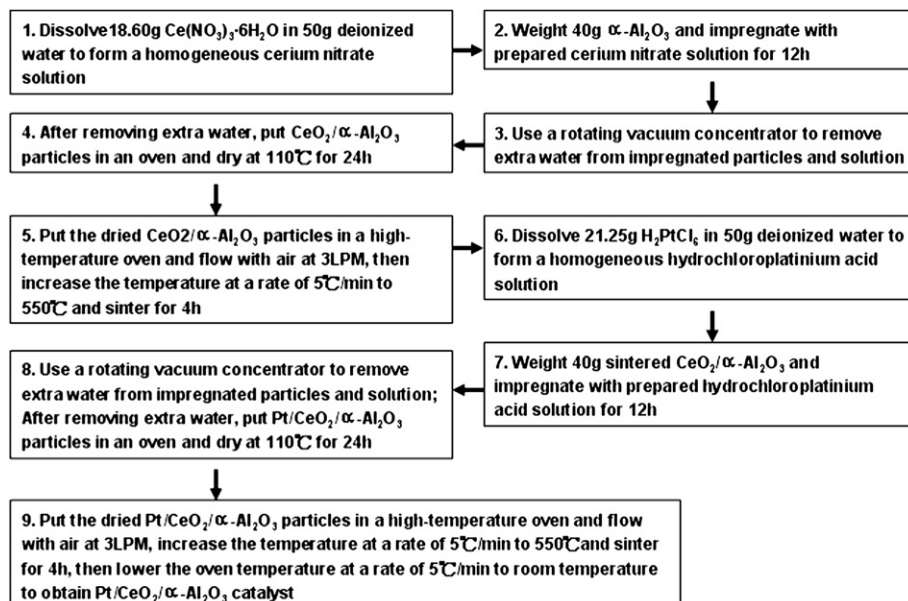 1. Dissolve18.60g Ce(NO₃)₃·6H₂O in 50g deionized
water to form a homogeneous cerium nitrate
solution
2. Weight 40g α-Al₂O₃ and impregnate with
prepared cerium nitrate solution for 12h
3. Use a rotating vacuum concentrator to remove
extra water from impregnated particles and solution
4. After removing extra water, put CeO₂/α-Al₂O₃
particles in an oven and dry at 110℃ for 24h
5. Put the dried CeO2/α-Al₂O₃ particles in a high-
temperature oven and flow with air at 3LPM, then
increase the temperature at a rate of 5℃/min to
550℃ and sinter for 4h
6. Dissolve 21.25g H₂PtCl₆ in 50g deionized water to
form a homogeneous hydrochloroplatinium acid
solution
7. Weight 40g sintered CeO₂/α-Al₂O₃ and
impregnate with prepared hydrochloroplatinium
acid solution for 12h
8. Use a rotating vacuum concentrator to remove
extra water from impregnated particles and solution;
After removing extra water, put Pt/CeO₂/α-Al₂O₃
particles in an oven and dry at 110℃ for 24h
9. Put the dried Pt/CeO₂/α-Al₂O₃ particles in a high-temperature oven and flow
with air at 3LPM, increase the temperature at a rate of 5℃/min to 550℃and sinter
for 4h, then lower the oven temperature at a rate of 5℃/min to room temperature
to obtain Pt/CeO₂/α-Al₂O₃ catalyst